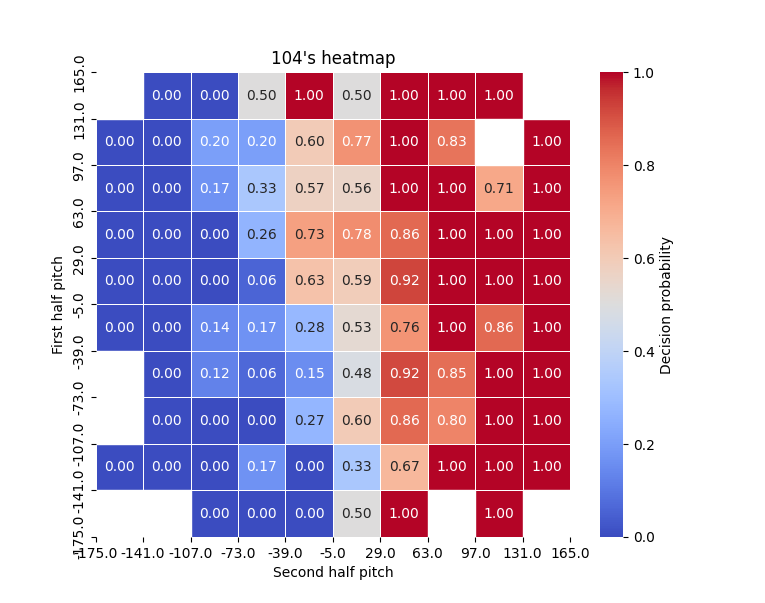 104's heatmap
165.0
131.0
97.0
63.0
29.0
-5.0
-39.0
-73.0
-107.0
-141.0
-175.0
First half pitch
0.00 0.00 0.50 1.00 0.50 1.00 1.00 1.00
0.00 0.00 0.20 0.20 0.60 0.77 1.00 0.83 1.00
0.00 0.00 0.17 0.33 0.57 0.56 1.00 1.00 0.71 1.00
0.00 0.00 0.00 0.26 0.73 0.78 0.86 1.00 1.00 1.00
0.00 0.00 0.00 0.06 0.63 0.59 0.92 1.00 1.00 1.00
0.00 0.00 0.14 0.17 0.28 0.53 0.76 1.00 0.86 1.00
0.00 0.12 0.06 0.15 0.48 0.92 0.85 1.00 1.00
0.00 0.00 0.00 0.27 0.60 0.86 0.80 1.00 1.00
0.00 0.00 0.00 0.17 0.00 0.33 0.67 1.00 1.00 1.00
0.00 0.00 0.00 0.50 1.00 1.00
-175.0 -141.0 -107.0 -73.0 -39.0 -5.0 29.0 63.0 97.0 131.0 165.0
Second half pitch
1.0
0.8
0.6
0.4
0.2
0.0
Decision probability